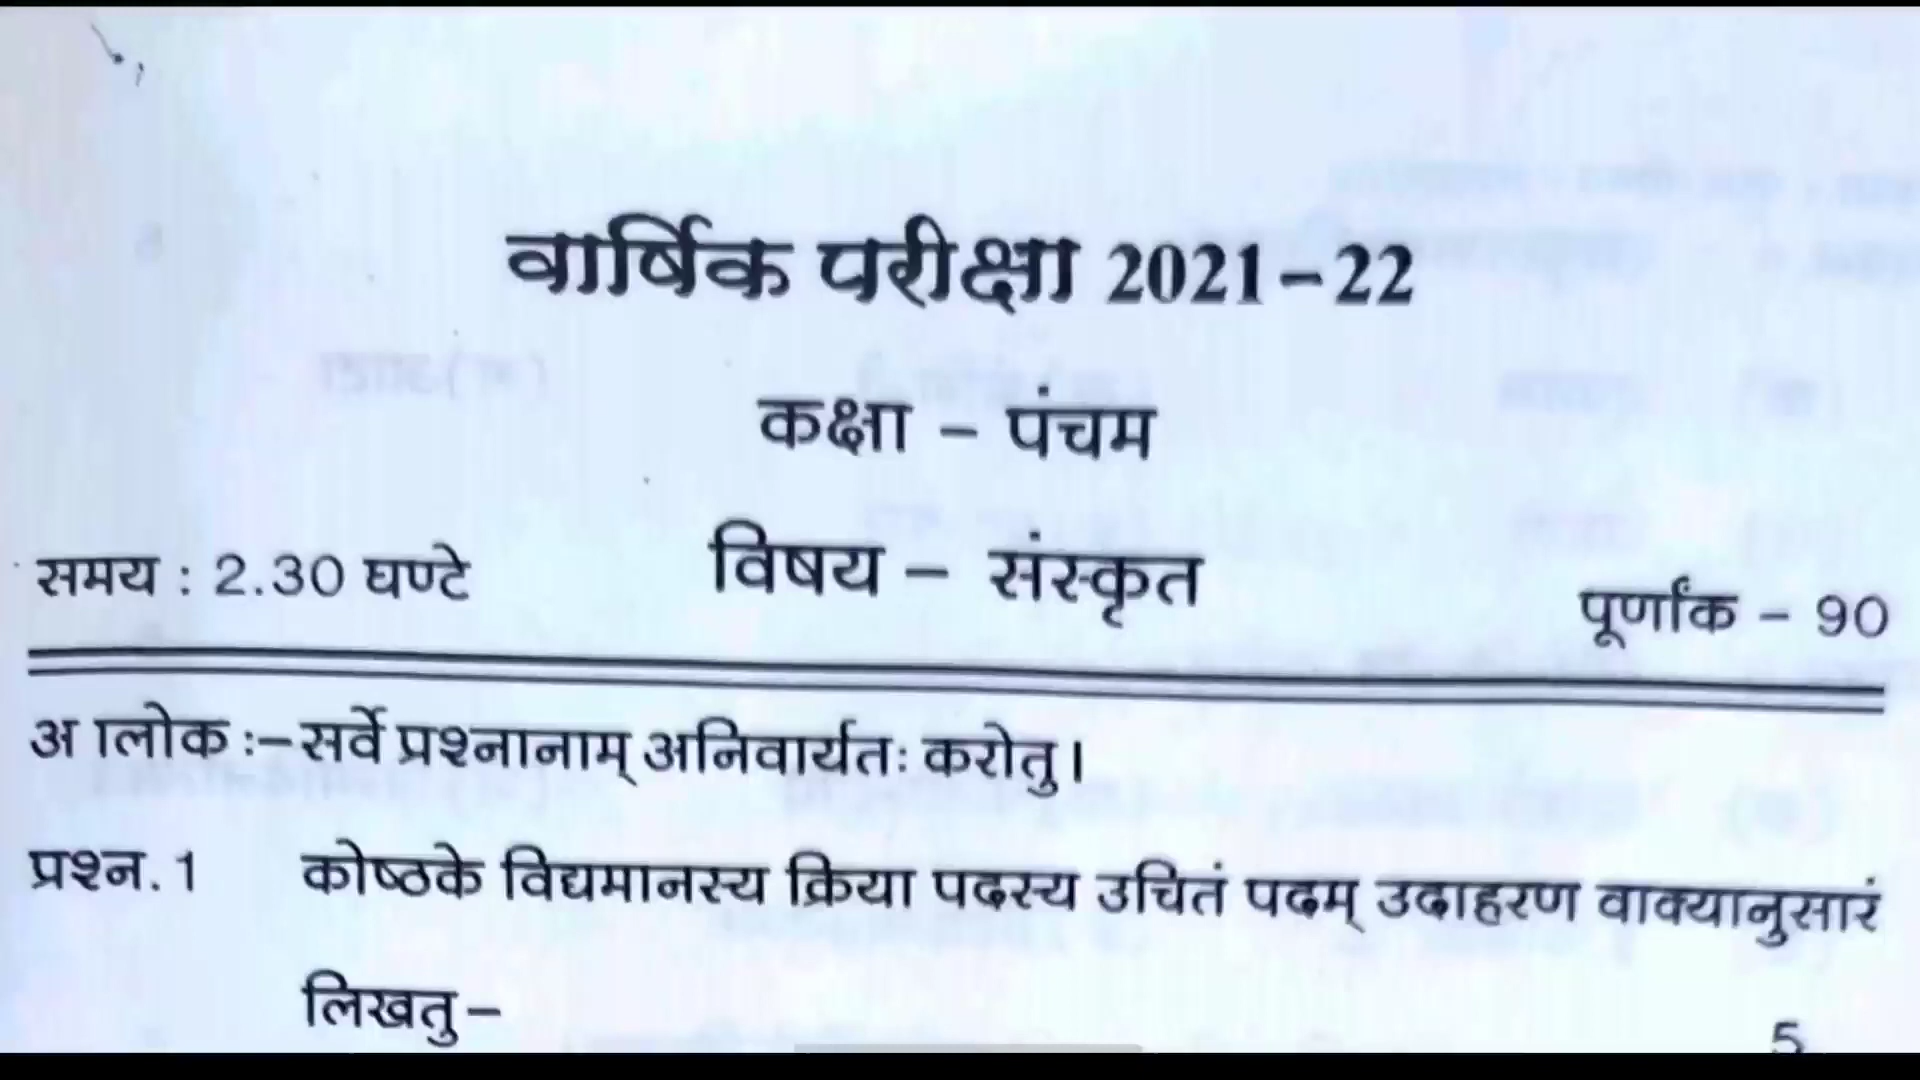 वार्षिक परीक्षा 2021-22
कक्षा - पंचम
समय : 2.30 घण्टे
विषय - संस्कृत
पूर्णांक - 90
अ ालोक :- सर्वे प्रश्नानाम् अनिवार्यतः करोतु ।
प्रश्न. 1 कोष्ठके विद्यमानस्य क्रिया पदस्य उचितं पदम् उदाहरण वाक्यानुसारं
लिखतु - 5